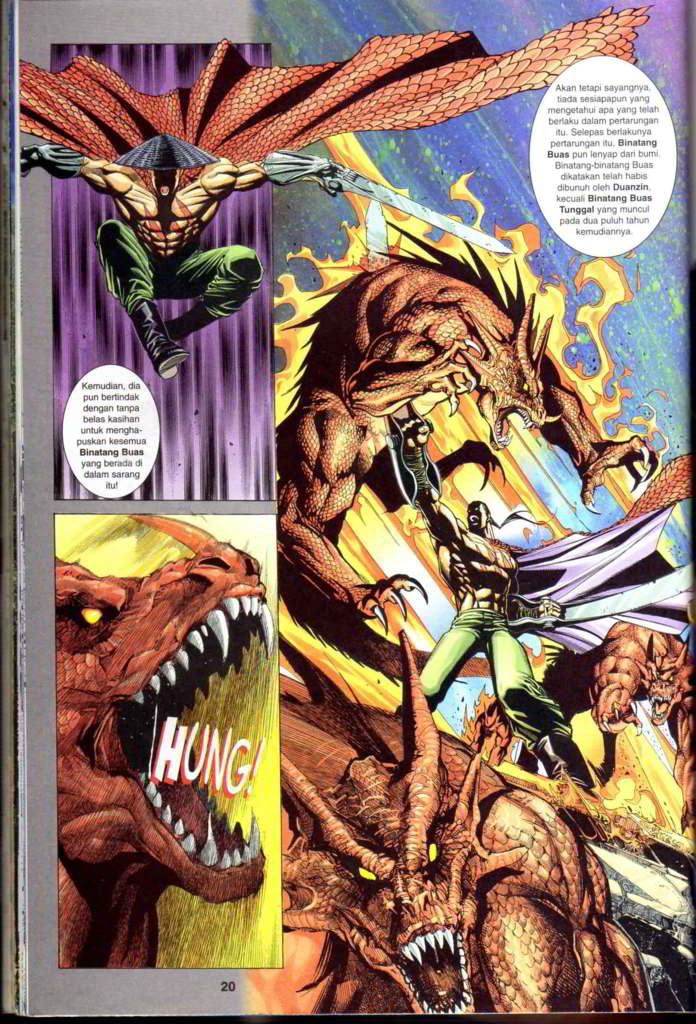 Kemudian, dia
pun bertindak
dengan tanpa
belas kasihan
untuk mengha-
puskan kesemua
Binatang Buas
yang berada di
dalam sarang
itu!
HUNG!
Akan tetapi sayangnya,
tiada sesiapapun yang
mengetahui apa yang telah
berlaku dalam pertarungan
itu. Selepas berlakunya
pertarungan itu, Binatang
Buas pun lenyap dari bumi.
Binatang-binatang Buas
dikatakan telah habis
dibunuh oleh Duanzin,
kecuali Binatang Buas
Tunggal yang muncul
pada dua puluh tahun
kemudiannya.
20